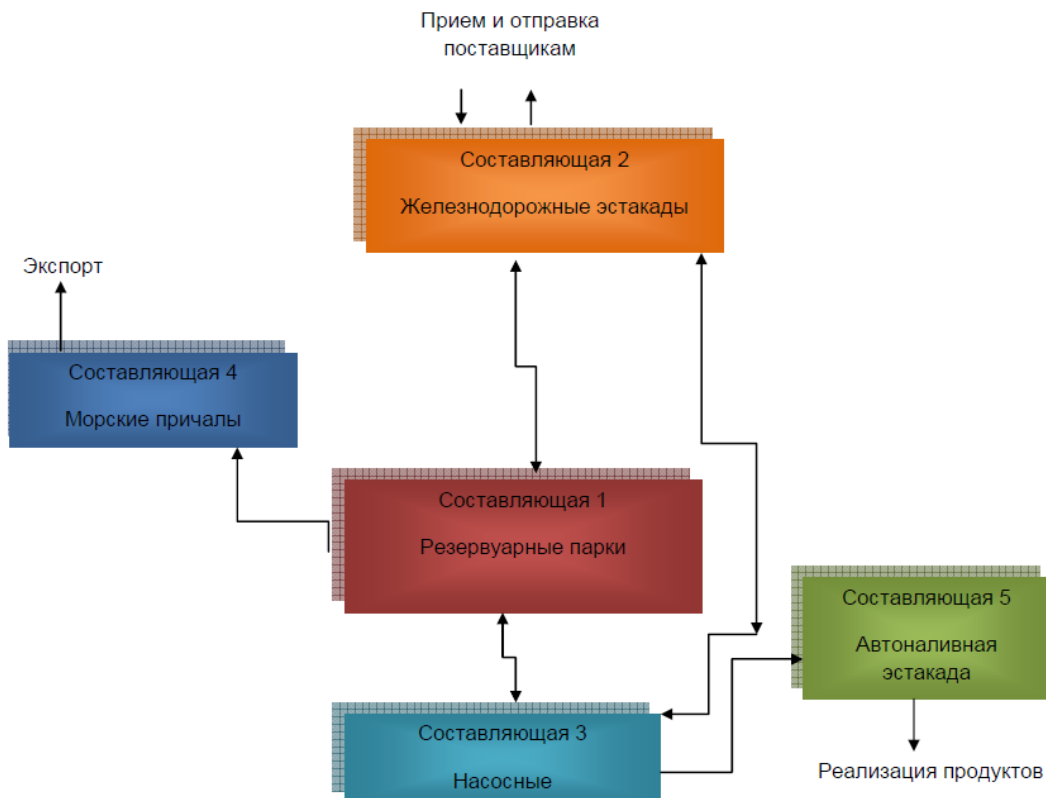 Прием и отправка
поставщикам
Составляющая 2
Железнодорожные эстакады
Экспорт
Составляющая 4
Морские причалы
Составляющая 1
Резервуарные парки
Составляющая 5
Автоналивная
эстакада
Составляющая 3
Насосные
Реализация продуктов